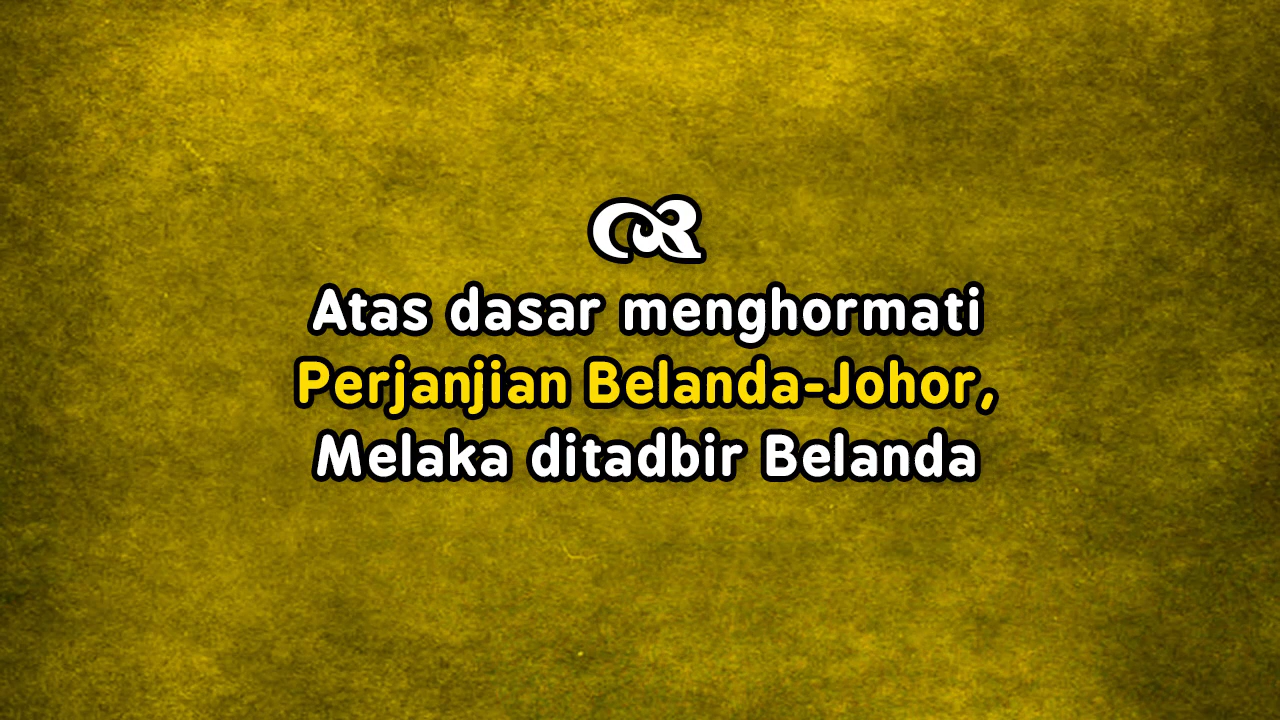 Atas dasar menghormati
Perjanjian Belanda-Johor,
Melaka ditadbir Belanda